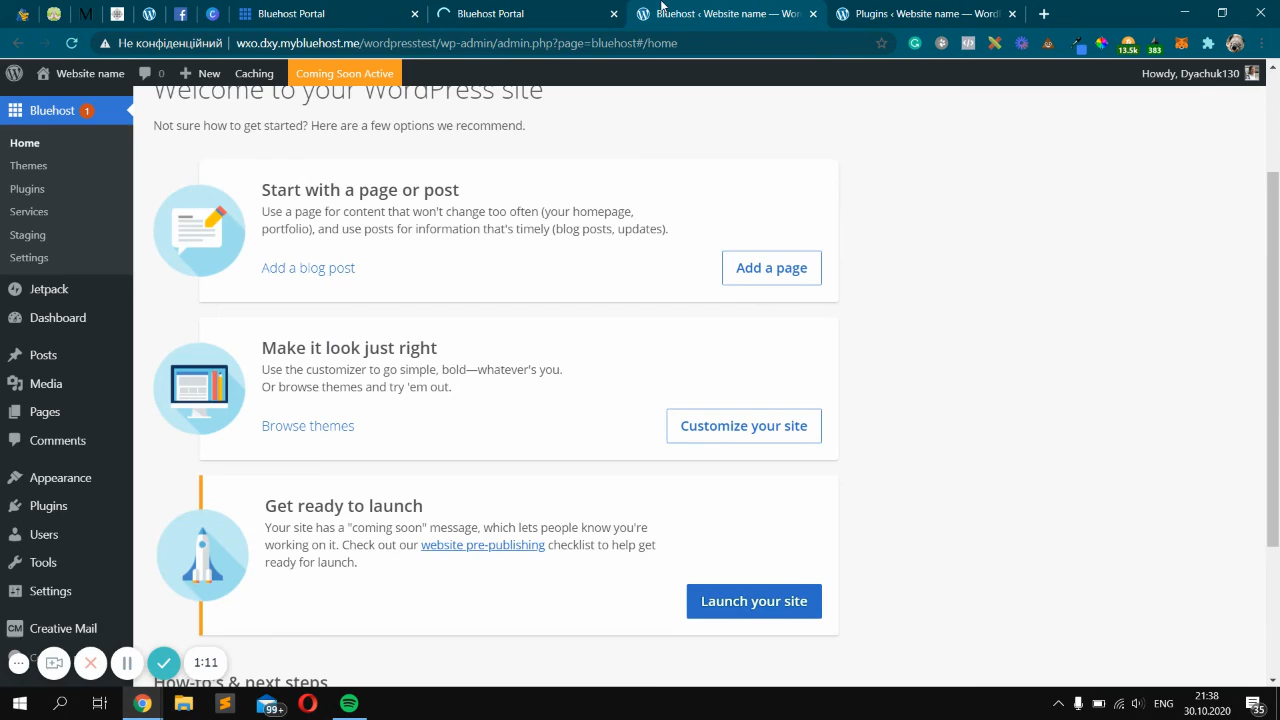 Bluehost Portal
Bluehost Portal
Bluehost ‹ Website name — Wor
Plugins ‹ Website name — Word
Не конфіденційний
wxo.dxy.mybluehost.me/wordpresstest/wp-admin/admin.php?page=bluehost#/home
13.5k
383
Website name
0
New
Caching
Coming Soon Active
Howdy, Dyachuk130
Bluehost 1
Home
Themes
Plugins
Services
Staging
Settings
Jetpack
Dashboard
Posts
Media
Pages
Comments
Appearance
Plugins
Users
Tools
Settings
Creative Mail
Welcome to your WordPress site
Not sure how to get started? Here are a few options we recommend.
Start with a page or post
Use a page for content that won't change too often (your homepage,
portfolio), and use posts for information that's timely (blog posts, updates).
Add a blog post
Add a page
Make it look just right
Use the customizer to go simple, bold—whatever's you.
Or browse themes and try 'em out.
Browse themes
Customize your site
Get ready to launch
Your site has a "coming soon" message, which lets people know you're
working on it. Check out our website pre-publishing checklist to help get
ready for launch.
Launch your site
How-to's & next steps
1:11
99+
ENG
21:38
30.10.2020
35